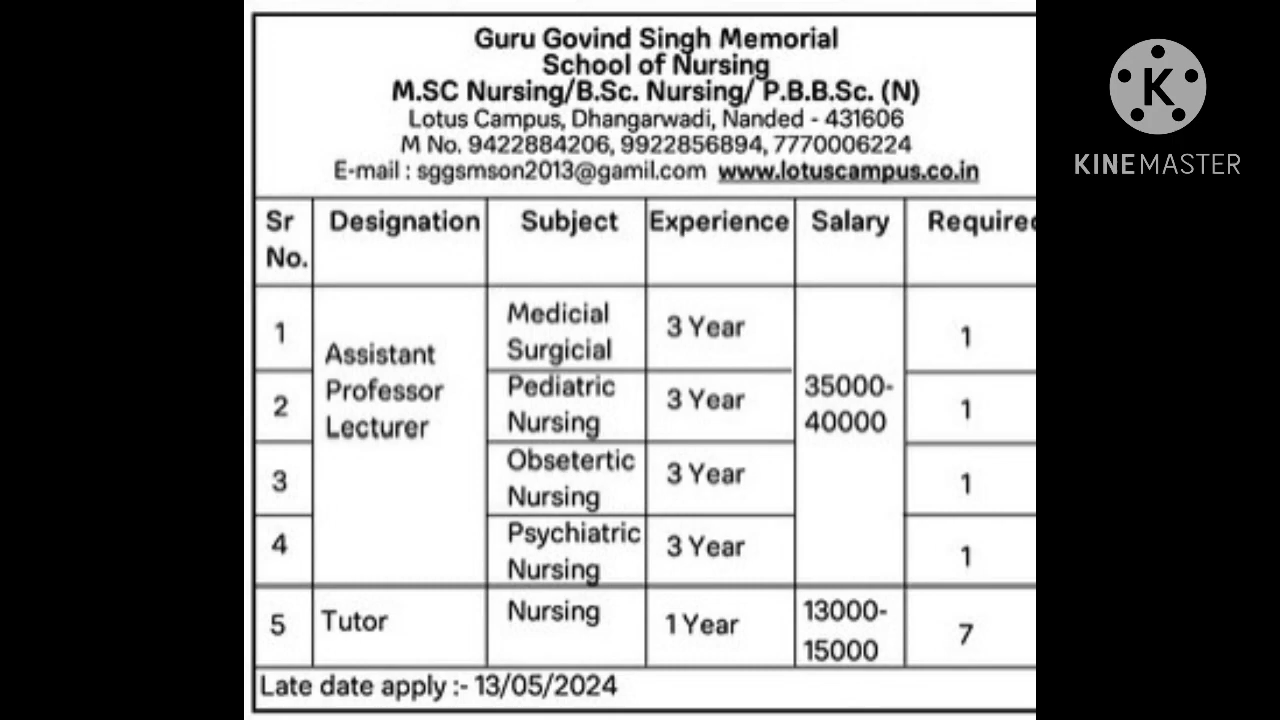 Guru Govind Singh Memorial
School of Nursing
M.SC Nursing/B.Sc. Nursing/ P.B.B.Sc. (N)
Lotus Campus, Dhangarwadi, Nanded - 431606
M No. 9422884206, 9922856894, 7770006224
E-mail : sggsmson2013@gamil.com www.lotuscampus.co.in
K
KINEMASTER
Sr No. Designation Subject Experience Salary Required
1 Assistant Professor Lecturer Medicial Surgicial 3 Year 35000-40000 1
2 Pediatric Nursing 3 Year 1
3 Obsetertic Nursing 3 Year 1
4 Psychiatric Nursing 3 Year 1
5 Tutor Nursing 1 Year 13000-15000 7
Late date apply :- 13/05/2024